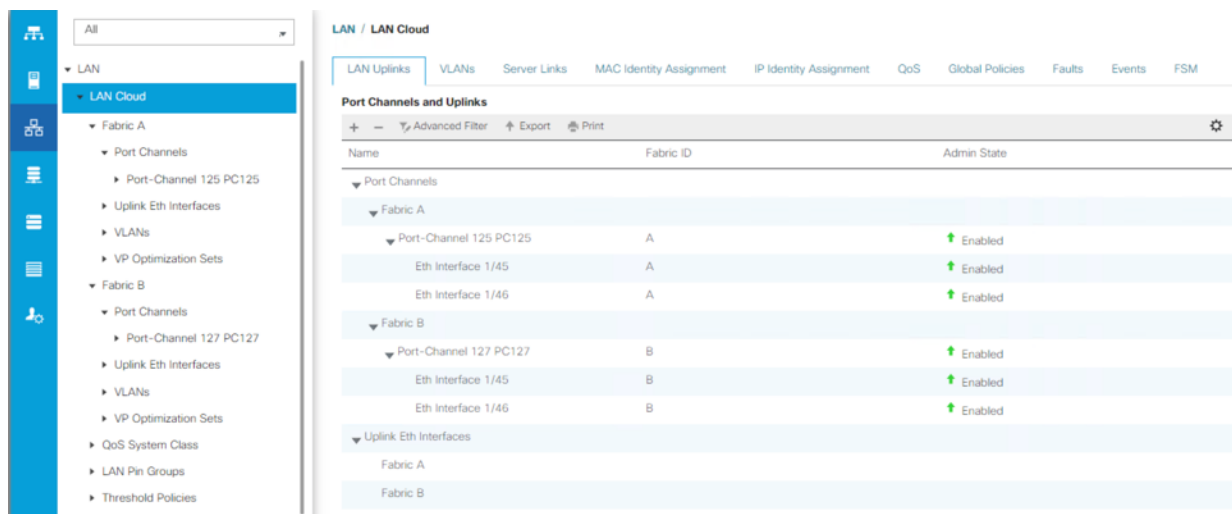 All
LAN
LAN Cloud
Fabric A
Port Channels
Port-Channel 125 PC125
Uplink Eth Interfaces
VLANs
VP Optimization Sets
Fabric B
Port Channels
Port-Channel 127 PC127
Uplink Eth Interfaces
VLANs
VP Optimization Sets
QoS System Class
LAN Pin Groups
Threshold Policies
LAN / LAN Cloud
LAN Uplinks VLANs Server Links MAC Identity Assignment IP Identity Assignment QoS Global Policies Faults Events FSM
Port Channels and Uplinks
+ − Advanced Filter Export Print
Name Fabric ID Admin State
Port Channels
Fabric A
Port-Channel 125 PC125 A Enabled
Eth Interface 1/45 A Enabled
Eth Interface 1/46 A Enabled
Fabric B
Port-Channel 127 PC127 B Enabled
Eth Interface 1/45 B Enabled
Eth Interface 1/46 B Enabled
Uplink Eth Interfaces
Fabric A
Fabric B